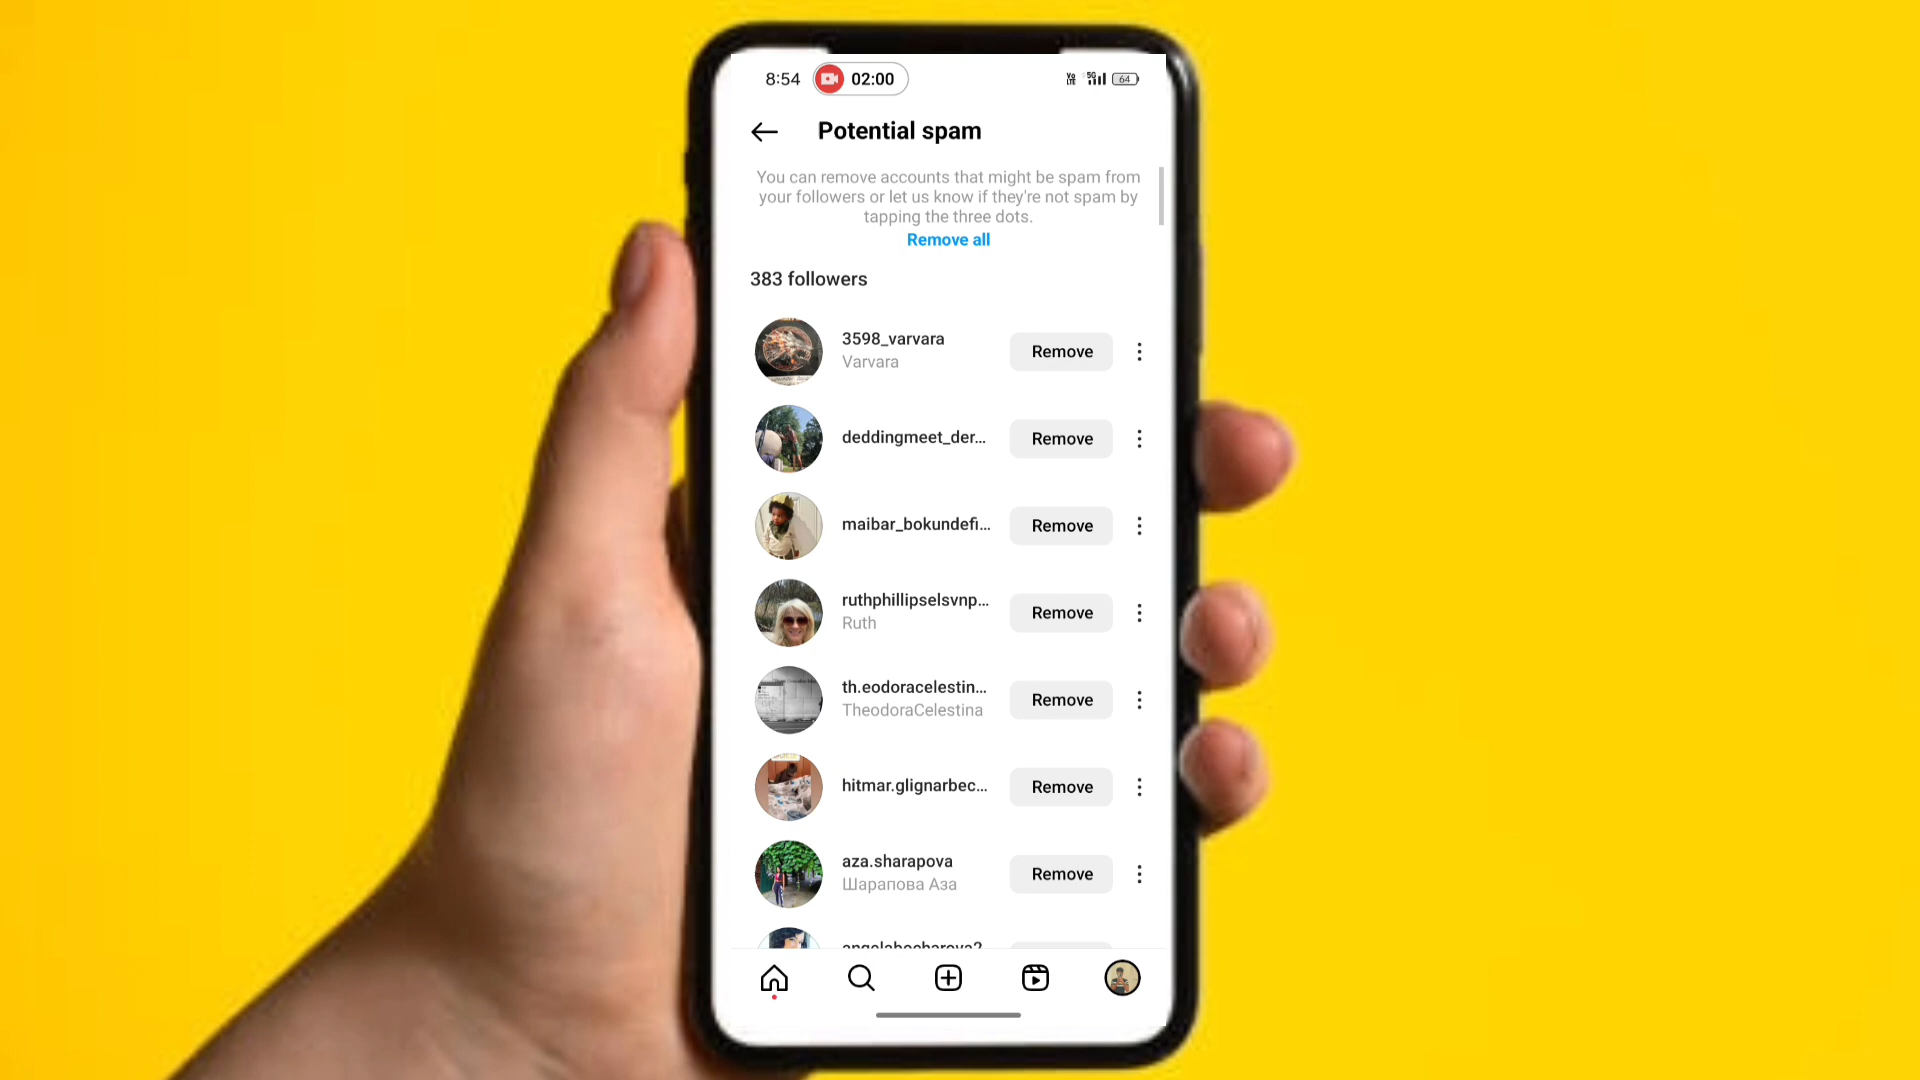 8:54
02:00
5G
64
Potential spam
You can remove accounts that might be spam from
your followers or let us know if they're not spam by
tapping the three dots.
Remove all
383 followers
3598_varvara
Varvara
Remove
deddingmeet_der...
Remove
maibar_bokundefi...
Remove
ruthphillipselsvnp...
Ruth
Remove
th.eodoracelestin...
TheodoraCelestina
Remove
hitmar.glignarbec...
Remove
aza.sharapova
Шарапова Аза
Remove